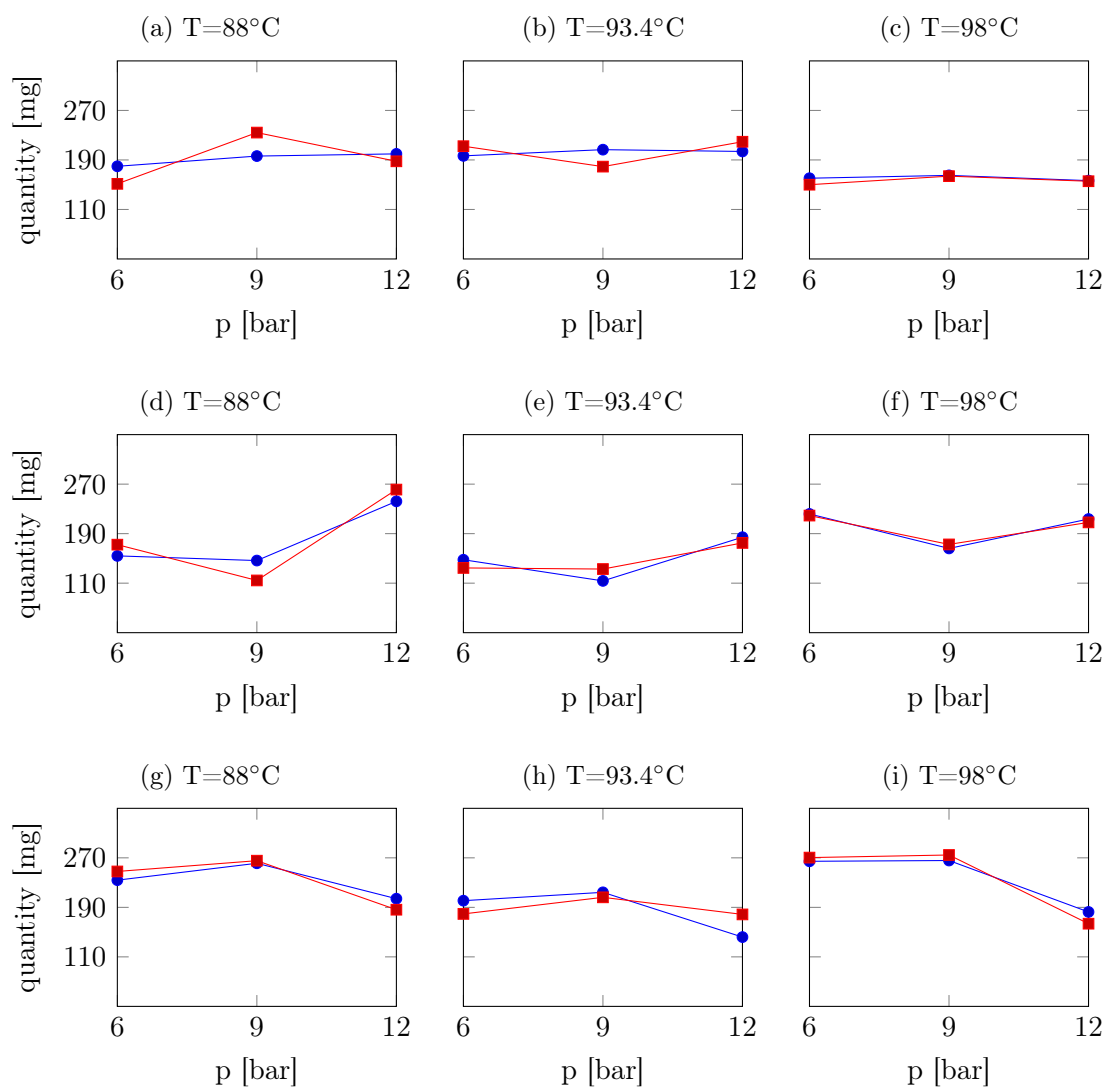 (a) T=88°C
(b) T=93.4°C
(c) T=98°C
quantity [mg]
270
190
110
6
9
12
p [bar]
6
9
12
p [bar]
6
9
12
p [bar]
(d) T=88°C
(e) T=93.4°C
(f) T=98°C
quantity [mg]
270
190
110
6
9
12
p [bar]
6
9
12
p [bar]
6
9
12
p [bar]
(g) T=88°C
(h) T=93.4°C
(i) T=98°C
quantity [mg]
270
190
110
6
9
12
p [bar]
6
9
12
p [bar]
6
9
12
p [bar]